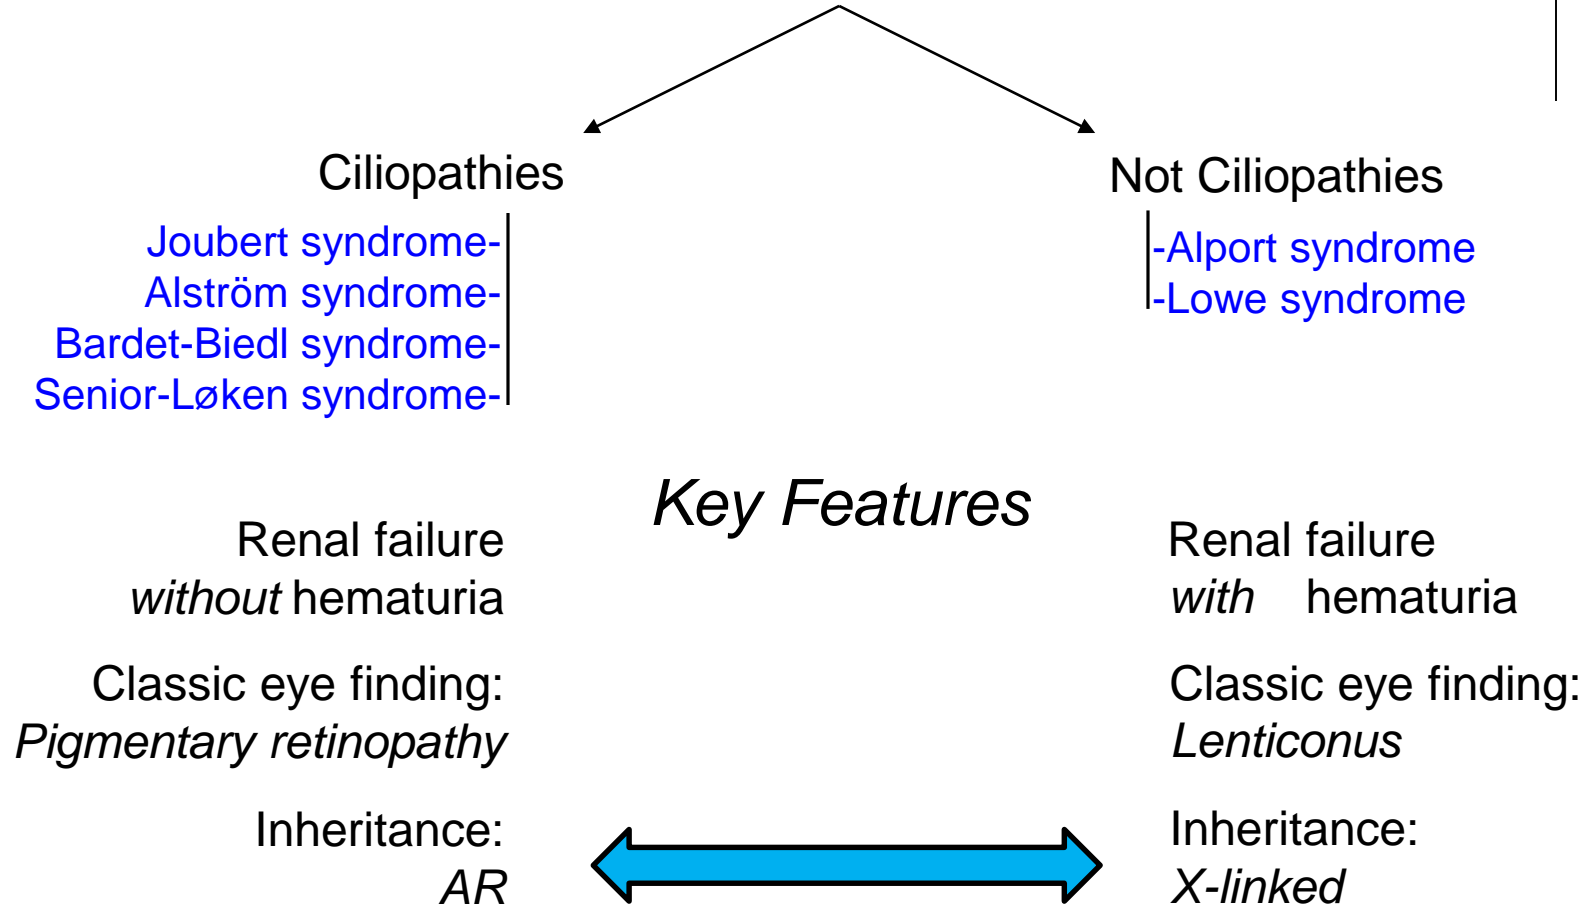 Ciliopathies
Joubert syndrome-
Alström syndrome-
Bardet-Biedl syndrome-
Senior-Løken syndrome-
Not Ciliopathies
-Alport syndrome
-Lowe syndrome
Key Features
Renal failure
without hematuria
Classic eye finding:
Pigmentary retinopathy
Inheritance:
AR
Renal failure
with hematuria
Classic eye finding:
Lenticonus
Inheritance:
X-linked